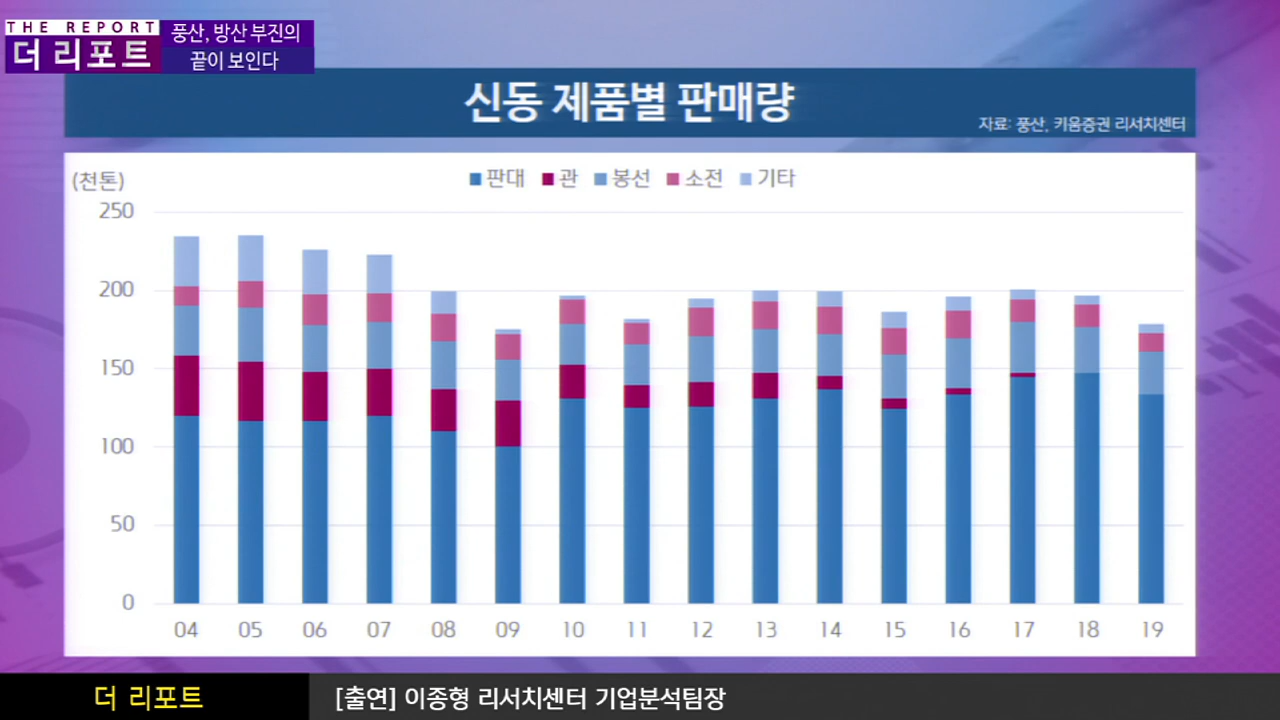 THE REPORT
더 리포트
풍산, 방산 부진의
끝이 보인다
신동 제품별 판매량
자료: 풍산, 키움증권 리서치센터
(천톤)
판대 관 봉선 소전 기타
250
200
150
100
50
0
04 05 06 07 08 09 10 11 12 13 14 15 16 17 18 19
더 리포트
[출연] 이종형 리서치센터 기업분석팀장